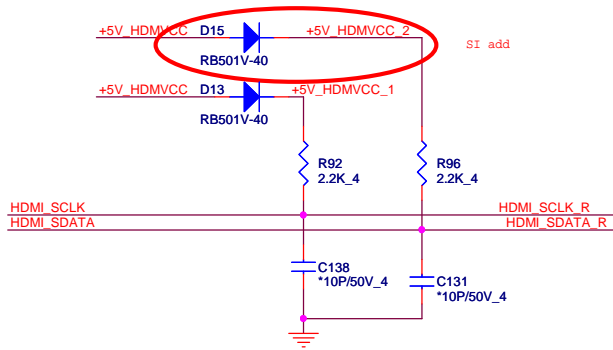 +5V_HDMVCC D15 +5V_HDMVCC_2
SI add
RB501V-40
+5V_HDMVCC D13 +5V_HDMVCC_1
RB501V-40
R92 R96
2.2K_4 2.2K_4
HDMI_SCLK HDMI_SCLK_R
HDMI_SDATA HDMI_SDATA_R
C138 C131
*10P/50V_4 *10P/50V_4